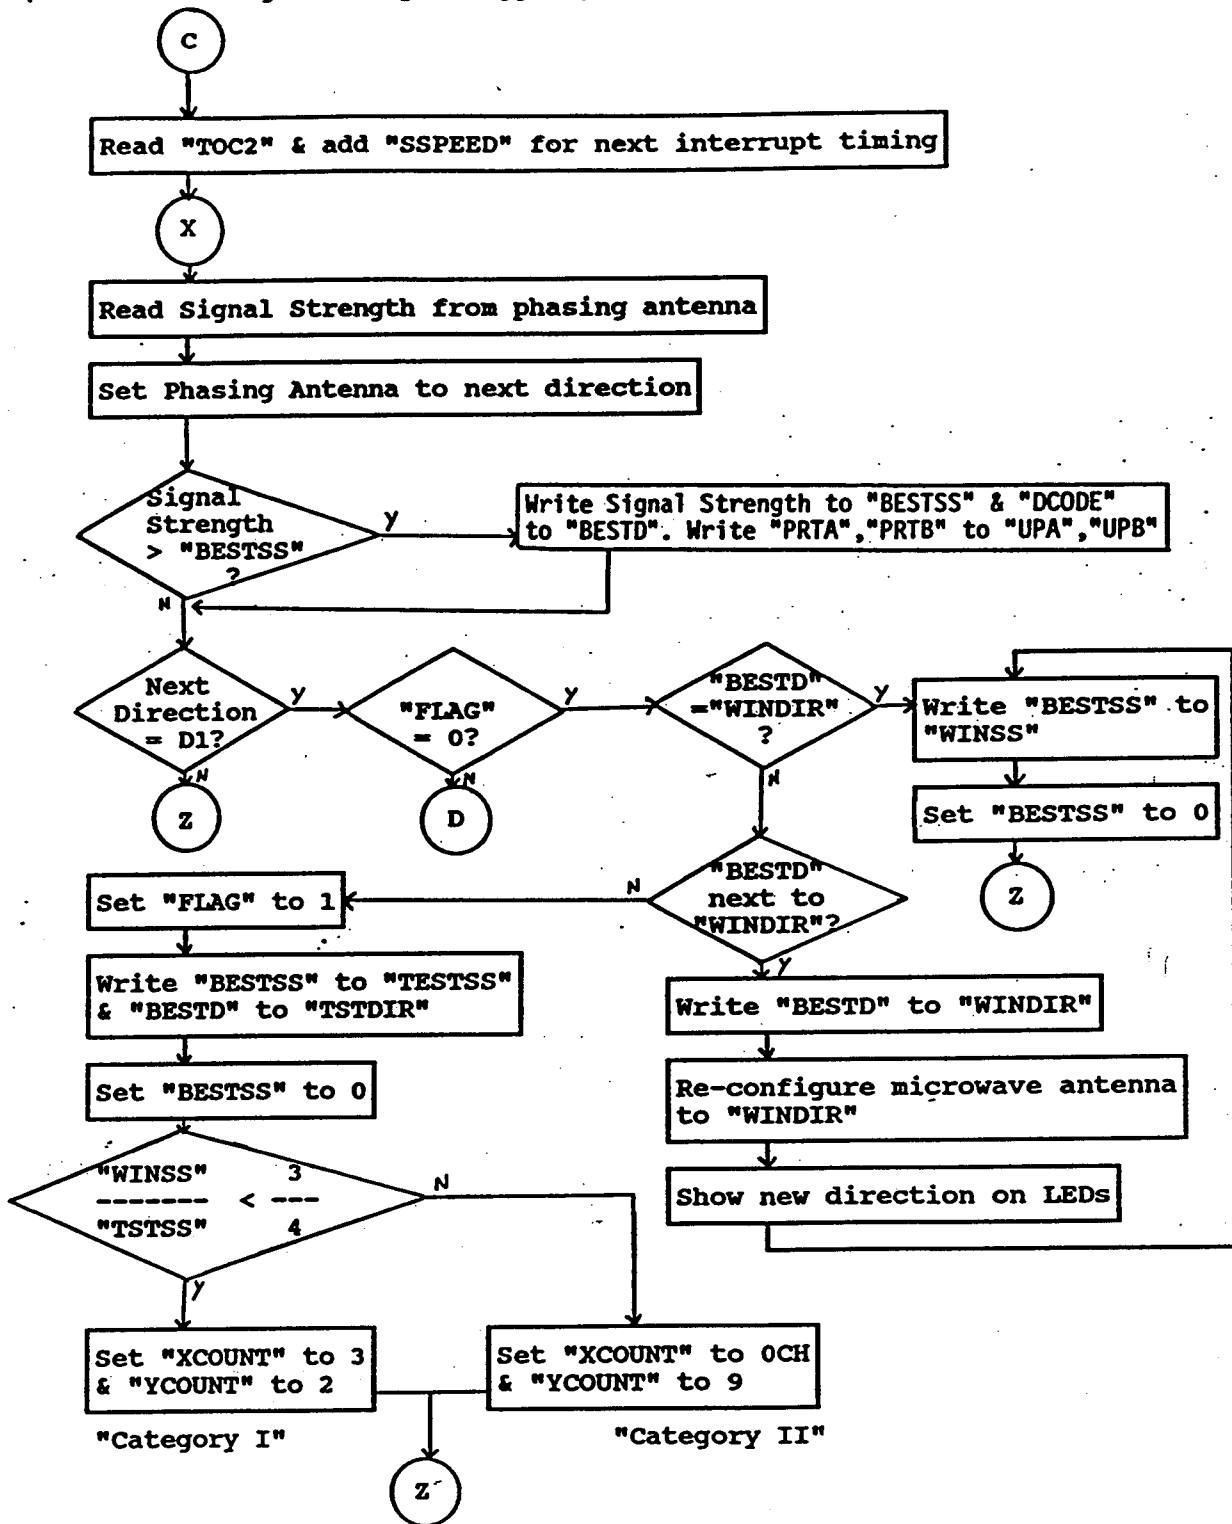 C
Read "TOC2" & add "SSPEED" for next interrupt timing
X
Read Signal Strength from phasing antenna
Set Phasing Antenna to next direction
Signal
Strength
> "BESTSS"
?
Y
N
Write Signal Strength to "BESTSS" & "DCODE"
to "BESTD". Write "PRTA","PRTB" to "UPA","UPB"
Next
Direction
= D1?
Y
N
"FLAG"
= 0?
Y
N
"BESTD"
="WINDIR"
?
Y
N
Write "BESTSS" to
"WINSS"
Set "BESTSS" to 0
Z
Z
D
"BESTD"
next to
"WINDIR"?
N
Y
Set "FLAG" to 1
Write "BESTSS" to "TESTSS"
& "BESTD" to "TSTDIR"
Set "BESTSS" to 0
Write "BESTD" to "WINDIR"
Re-configure microwave antenna
to "WINDIR"
Show new direction on LEDs
"WINSS" 3
------- < ---
"TSTSS" 4
N
Y
Set "XCOUNT" to 3
& "YCOUNT" to 2
Set "XCOUNT" to 0CH
& "YCOUNT" to 9
"Category I"
"Category II"
Z